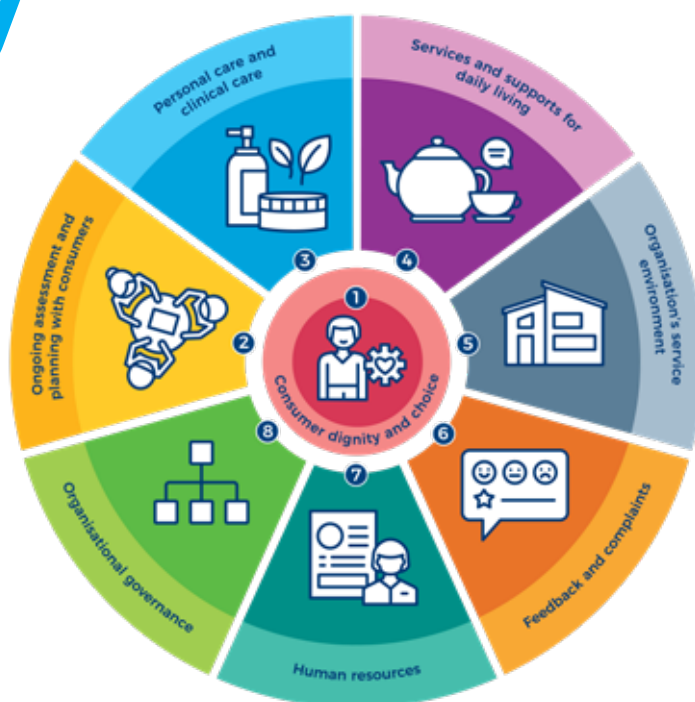 1
Consumer dignity and choice
2
Ongoing assessment and
planning with consumers
3
Personal care and
clinical care
4
Services and supports for
daily living
5
Organisation's service
environment
6
Feedback and complaints
7
Human resources
8
Organisational governance